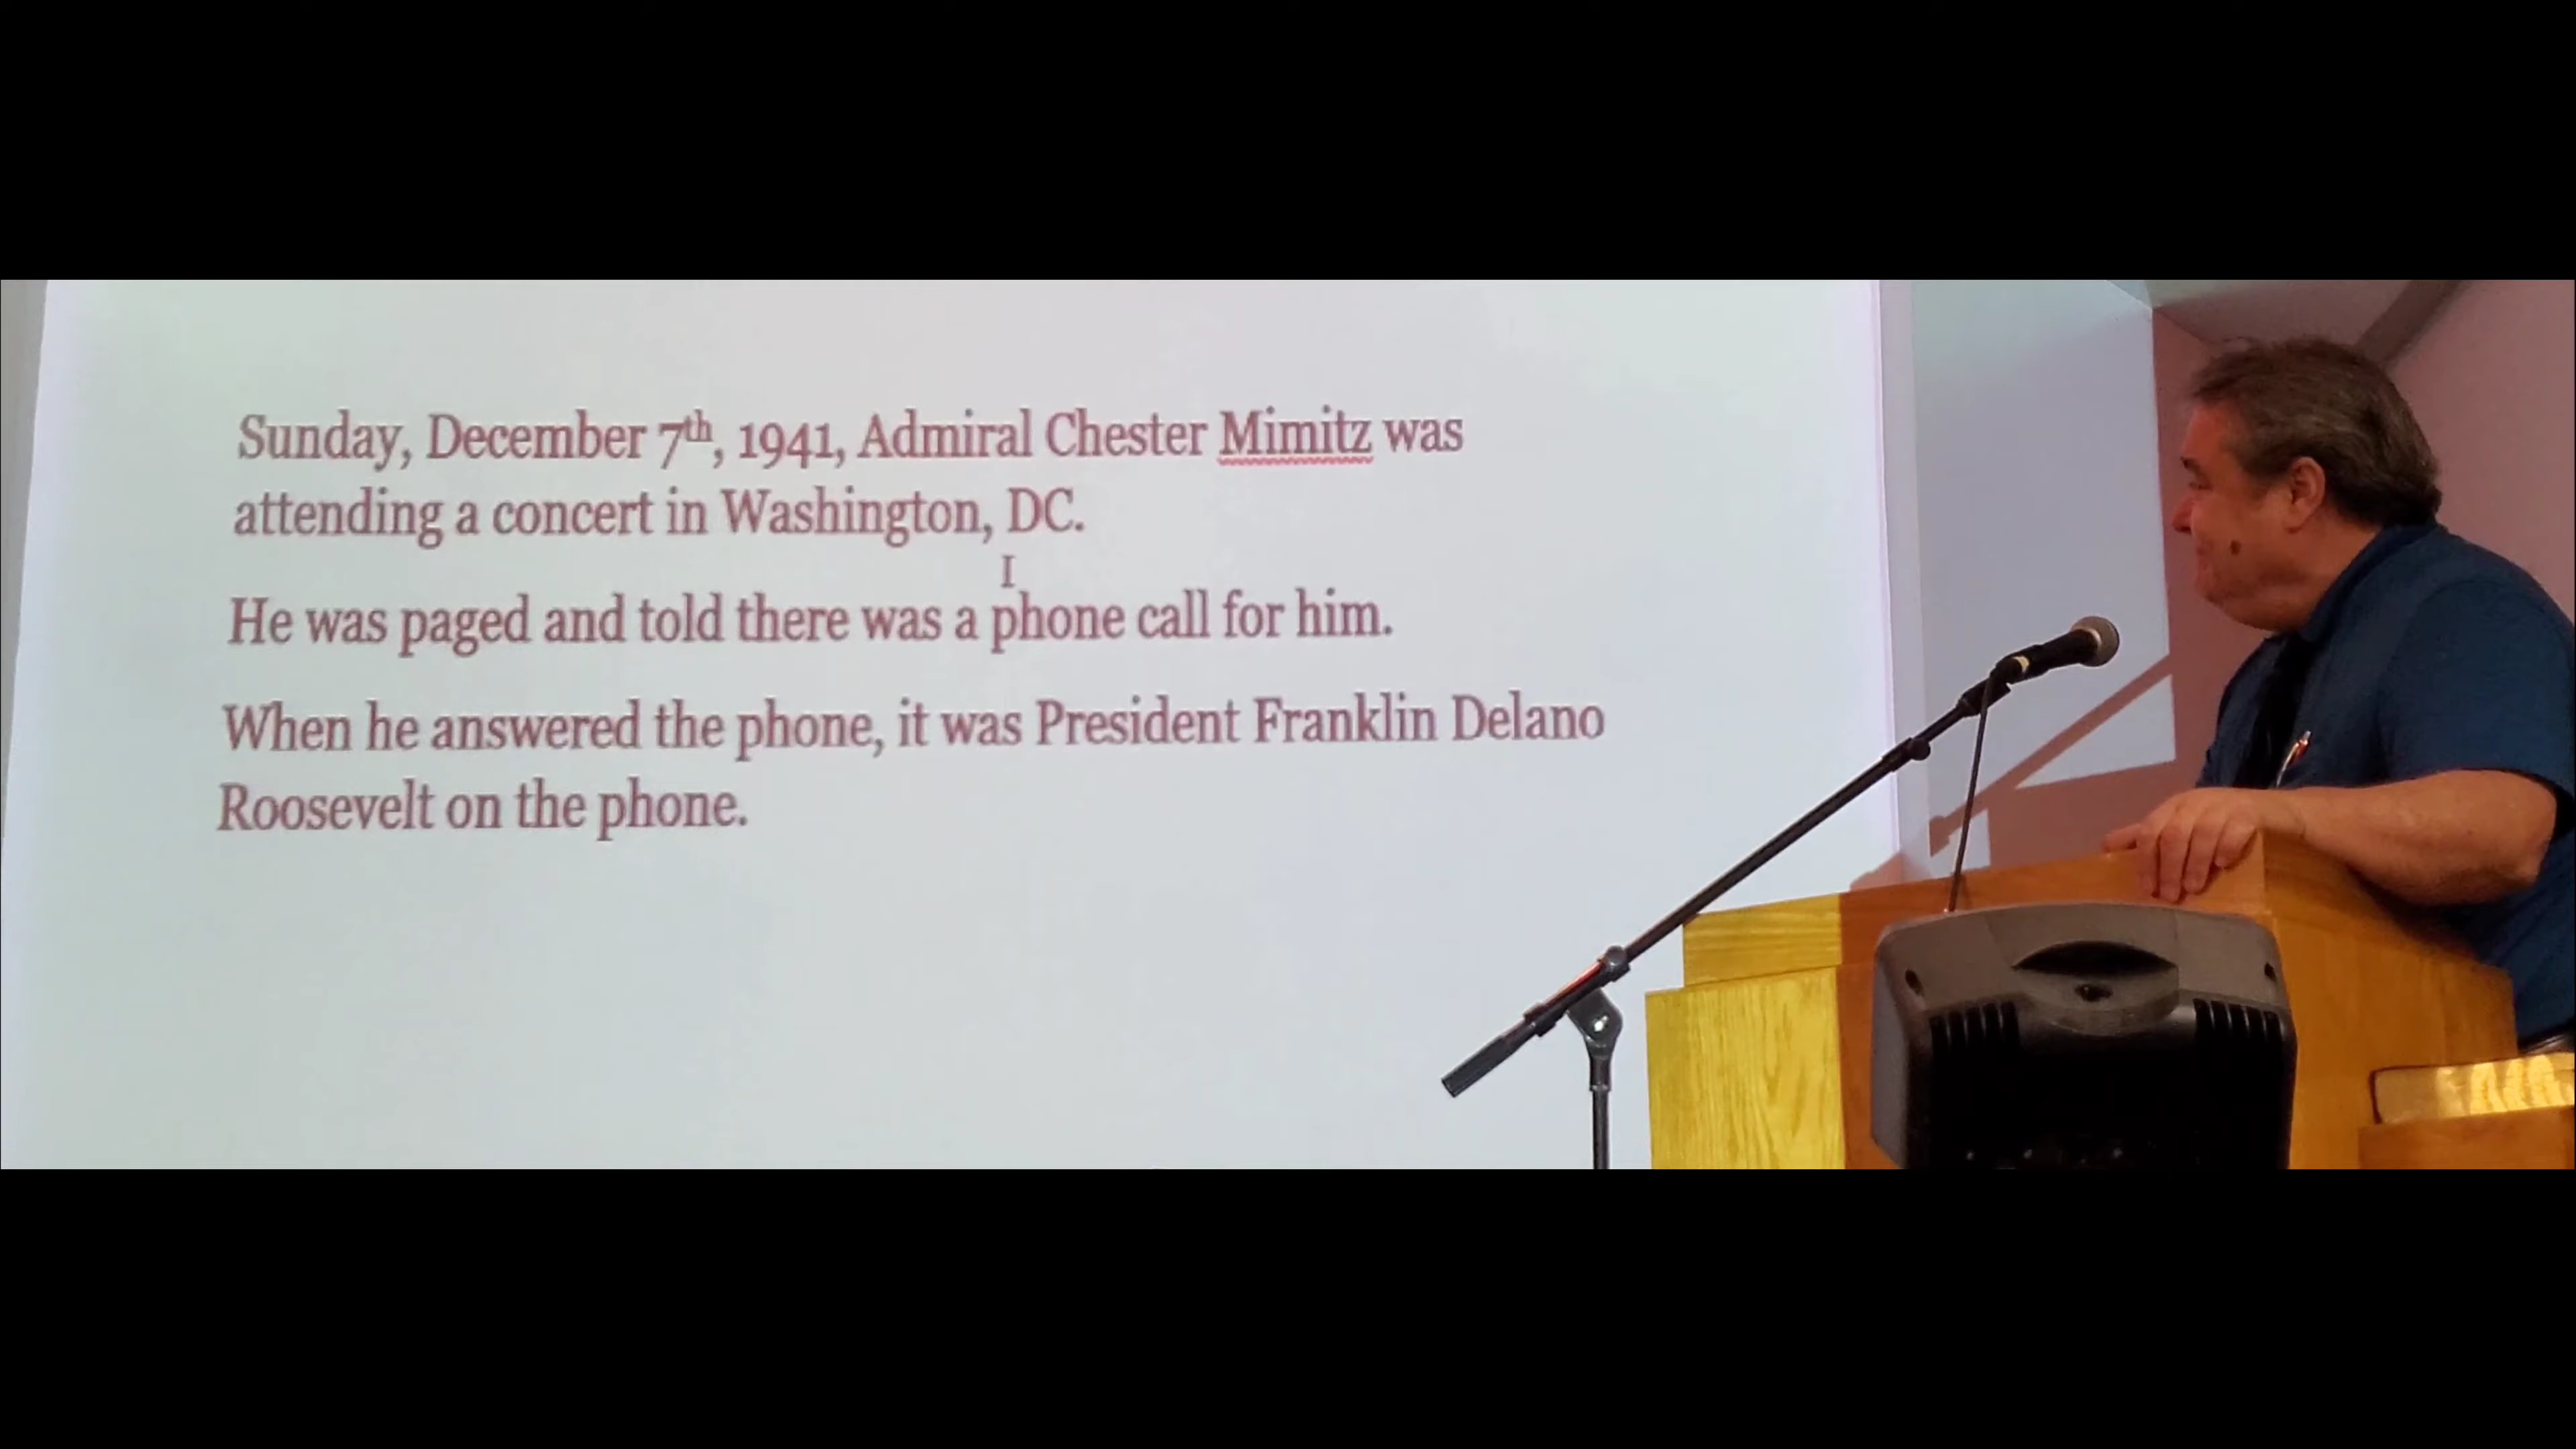 Sunday, December 7th, 1941, Admiral Chester Mimitz was
attending a concert in Washington, DC.
He was paged and told there was a phone call for him.
When he answered the phone, it was President Franklin Delano
Roosevelt on the phone.